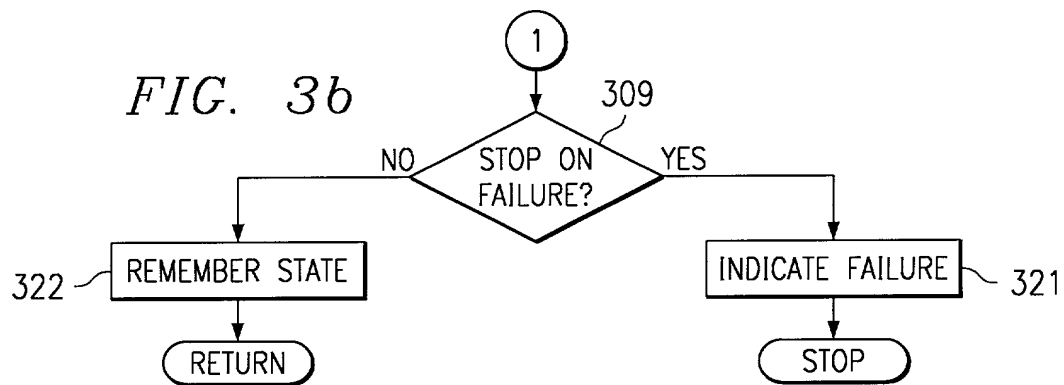 1
FIG. 3b
309
NO
STOP ON
FAILURE?
YES
322
REMEMBER STATE
INDICATE FAILURE
321
RETURN
STOP